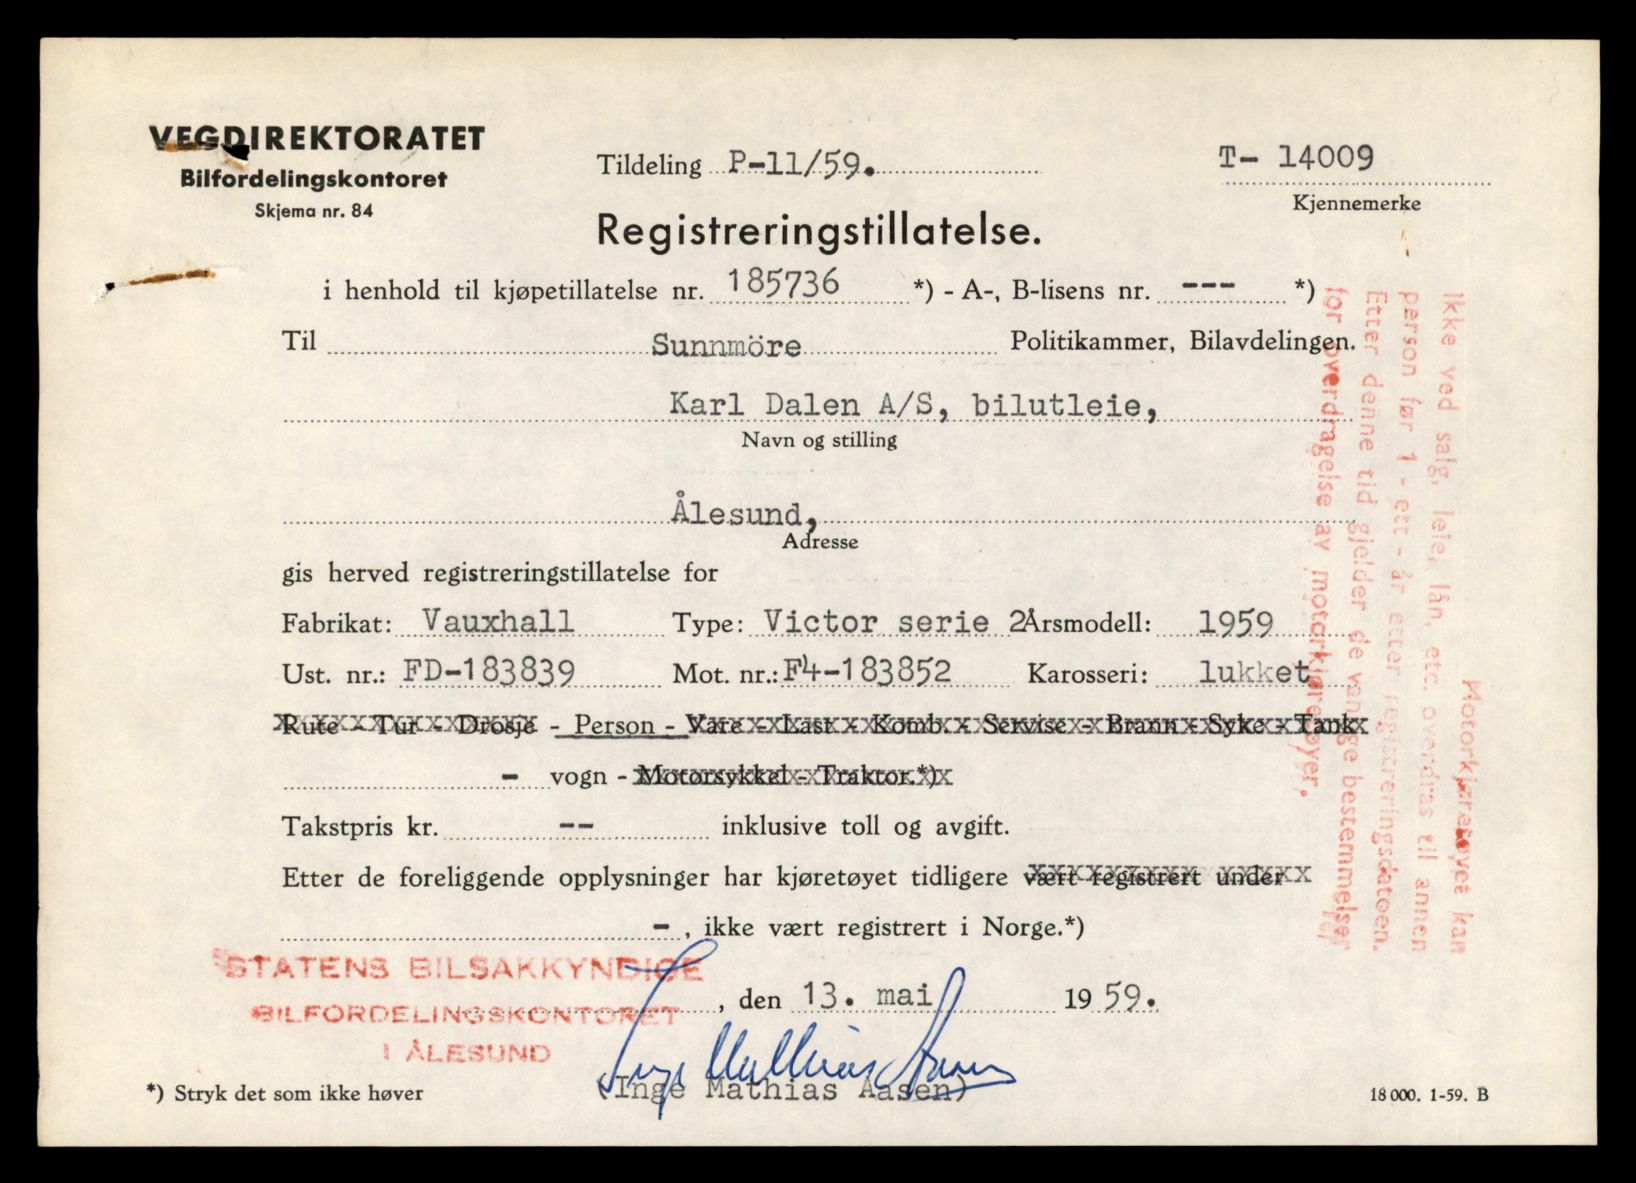 VEGDIREKTORATET
Bilfordelingskontoret
Skjema nr. 84
Tildeling P-11/59.
T- 14009
Kjennemerke
Registreringstillatelse.
i henhold til kjøpetillatelse nr. 185736 *) - A-, B-lisens nr. --- *)
Til Sunnmöre Politikammer, Bilavdelingen.
Karl Dalen A/S, bilutleie,
Navn og stilling
Ålesund,
Adresse
gis herved registreringstillatelse for
Fabrikat: Vauxhall Type: Victor serie 2 Årsmodell: 1959
Ust. nr.: FD-183839 Mot. nr.: F4-183852 Karosseri: lukket
Rute - Tur - Drosje - Person - Vare - Last - Komb. - Servise - Brann - Syke - Tank
- vogn - Motorsykkel - Traktor.*)
Takstpris kr. -- inklusive toll og avgift.
Etter de foreliggende opplysninger har kjøretøyet tidligere vært registrert under
- , ikke vært registrert i Norge.*)
STATENS BILSAKKYNDIGE
BILFORDELINGSKONTORET
I ÅLESUND
, den 13. mai 1959.
Inge Mathias Aasen
(Inge Mathias Aasen)
*) Stryk det som ikke høver
18000. 1-59. B
Motorkjøretøyet kan
ikke ved salg, leie, lån, etc. overdras til annen
person før 1 - ett - år etter registreringsdatoen.
Etter denne tid gjelder de vanlige bestemmelser
for overdragelse av motorkjøretøyer.